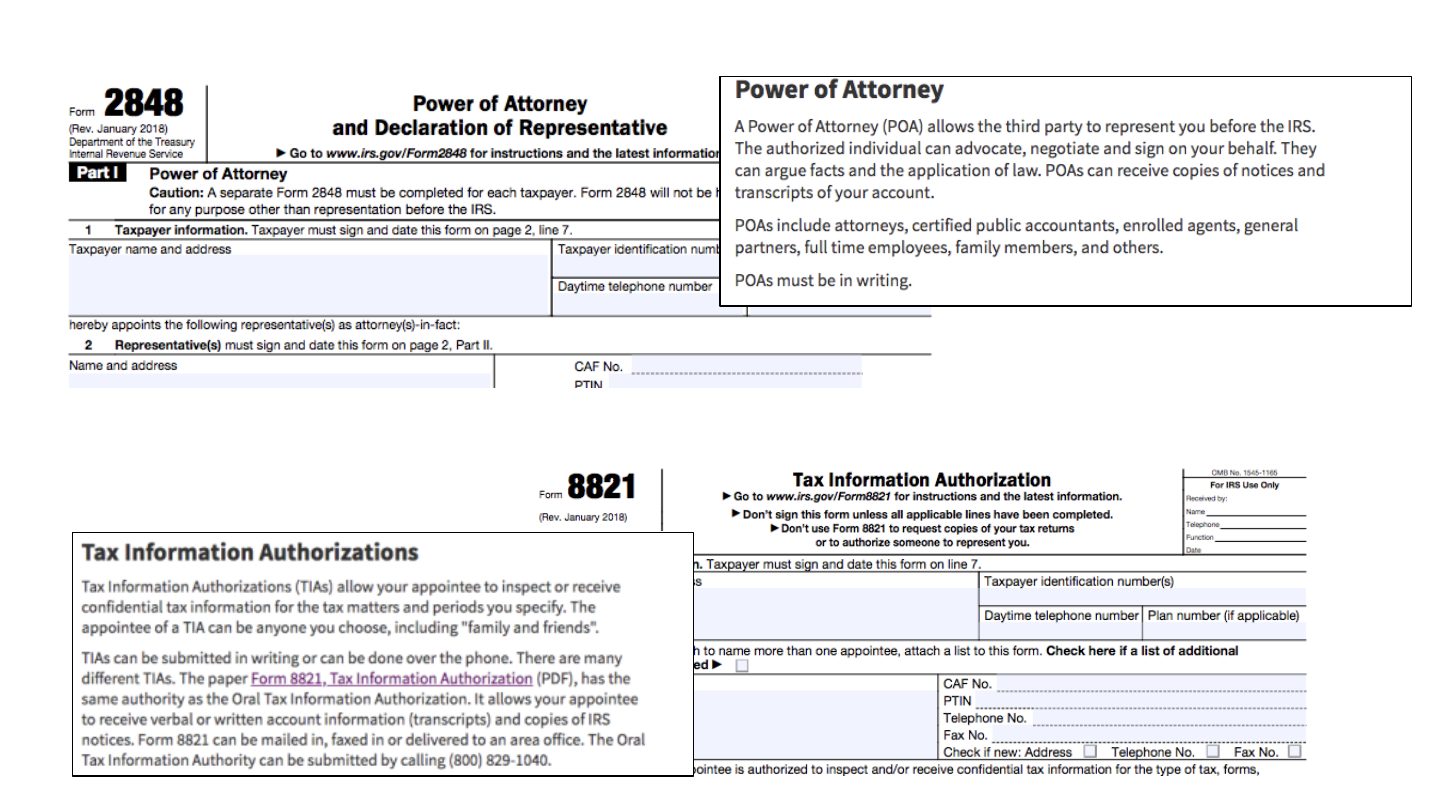 Form 2848
(Rev. January 2018)
Department of the Treasury
Internal Revenue Service
Power of Attorney
and Declaration of Representative
▶ Go to www.irs.gov/Form2848 for instructions and the latest information
Part I Power of Attorney
Caution: A separate Form 2848 must be completed for each taxpayer. Form 2848 will not be
for any purpose other than representation before the IRS.
1 Taxpayer information. Taxpayer must sign and date this form on page 2, line 7.
Taxpayer name and address
Taxpayer identification
Daytime telephone number
hereby appoints the following representative(s) as attorney(s)-in-fact:
2 Representative(s) must sign and date this form on page 2, Part II.
Name and address
CAF No.
PTIN
Power of Attorney
A Power of Attorney (POA) allows the third party to represent you before the IRS.
The authorized individual can advocate, negotiate and sign on your behalf. They
can argue facts and the application of law. POAs can receive copies of notices and
transcripts of your account.
POAs include attorneys, certified public accountants, enrolled agents, general
partners, full time employees, family members, and others.
POAs must be in writing.
Form 8821
(Rev. January 2018)
Tax Information Authorization
▶ Go to www.irs.gov/Form8821 for instructions and the latest information.
▶ Don't sign this form unless all applicable lines have been completed.
▶ Don't use Form 8821 to request copies of your tax returns
or to authorize someone to represent you.
OMB No. 1545-1165
For IRS Use Only
Received by:
Name
Telephone
Function
Date
Tax Information Authorizations
Tax Information Authorizations (TIAs) allow your appointee to inspect or receive
confidential tax information for the tax matters and periods you specify. The
appointee of a TIA can be anyone you choose, including "family and friends".
TIAs can be submitted in writing or can be done over the phone. There are many
different TIAs. The paper Form 8821, Tax Information Authorization (PDF), has the
same authority as the Oral Tax Information Authorization. It allows your appointee
to receive verbal or written account information (transcripts) and copies of IRS
notices. Form 8821 can be mailed in, faxed in or delivered to an area office. The Oral
Tax Information Authority can be submitted by calling (800) 829-1040.
Taxpayer must sign and date this form on line 7.
Taxpayer identification number(s)
Daytime telephone number
Plan number (if applicable)
to name more than one appointee, attach a list to this form. Check here if a list of additional
▶
CAF No.
PTIN
Telephone No.
Fax No.
Check if new: Address Telephone No. Fax No.
is authorized to inspect and/or receive confidential tax information for the type of tax, forms,